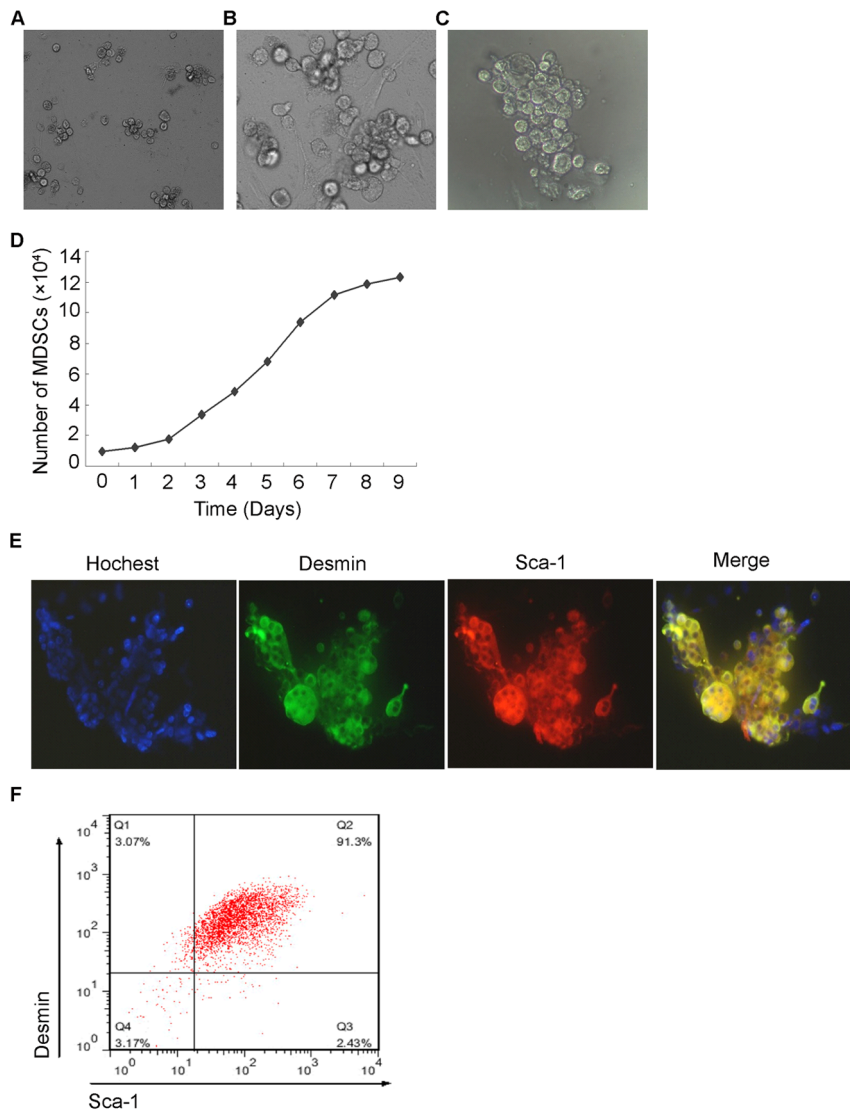 A
B
C
D
Number of MDSCs (×10⁴)
14
12
10
8
6
4
2
0
0 1 2 3 4 5 6 7 8 9
Time (Days)
E
Hochest Desmin Sca-1 Merge
F
Q1
3.07%
Q2
91.3%
Q4
3.17%
Q3
2.43%
10⁴
10³
10²
10¹
10⁰
10⁰ 10¹ 10² 10³ 10⁴
Desmin
Sca-1